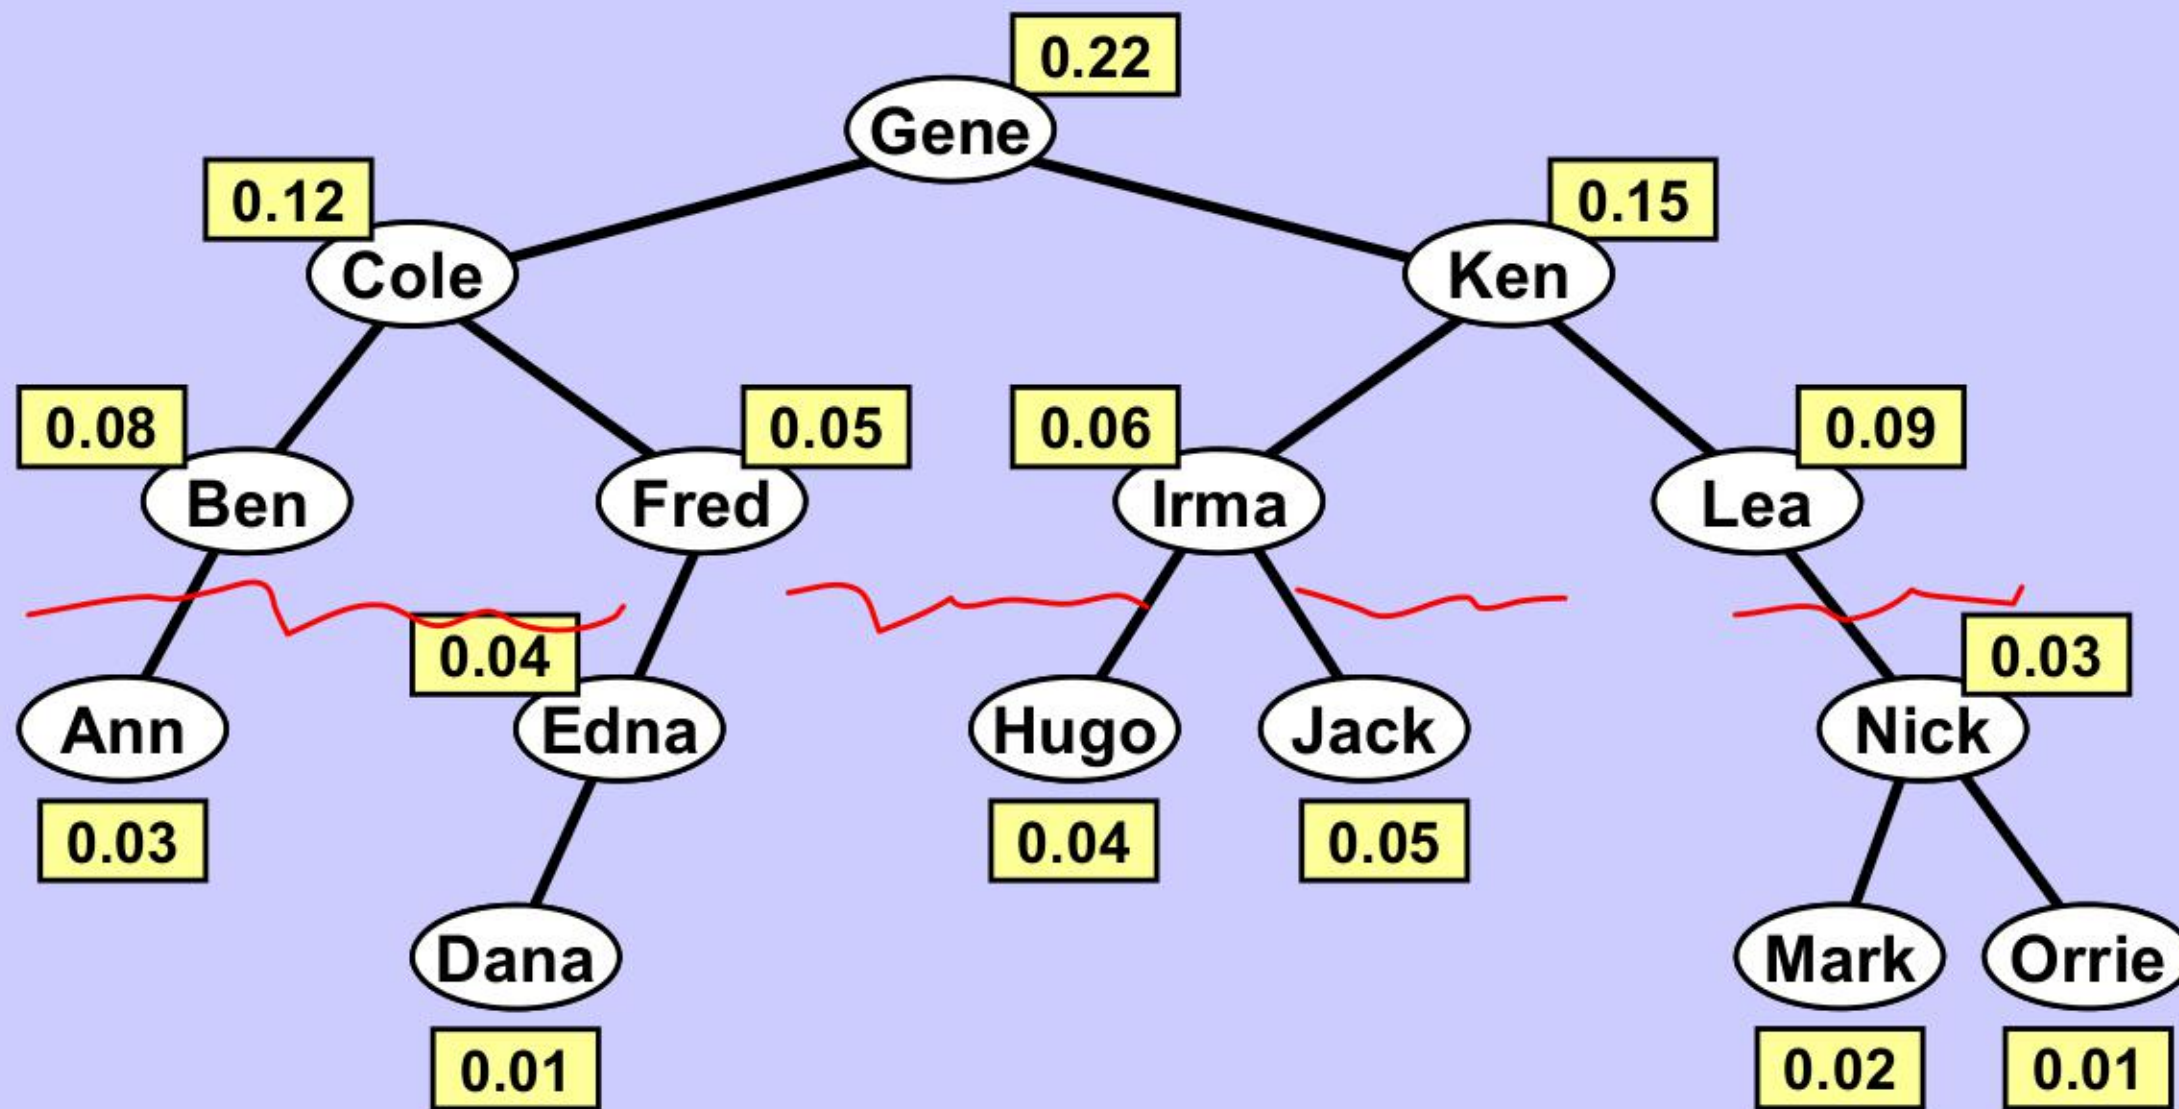 0.22
Gene
0.12
0.15
Cole
Ken
0.08
0.05
0.06
0.09
Ben
Fred
Irma
Lea
0.04
0.03
Ann
Edna
Hugo
Jack
Nick
0.03
0.04
0.05
Dana
Mark
Orrie
0.01
0.02
0.01